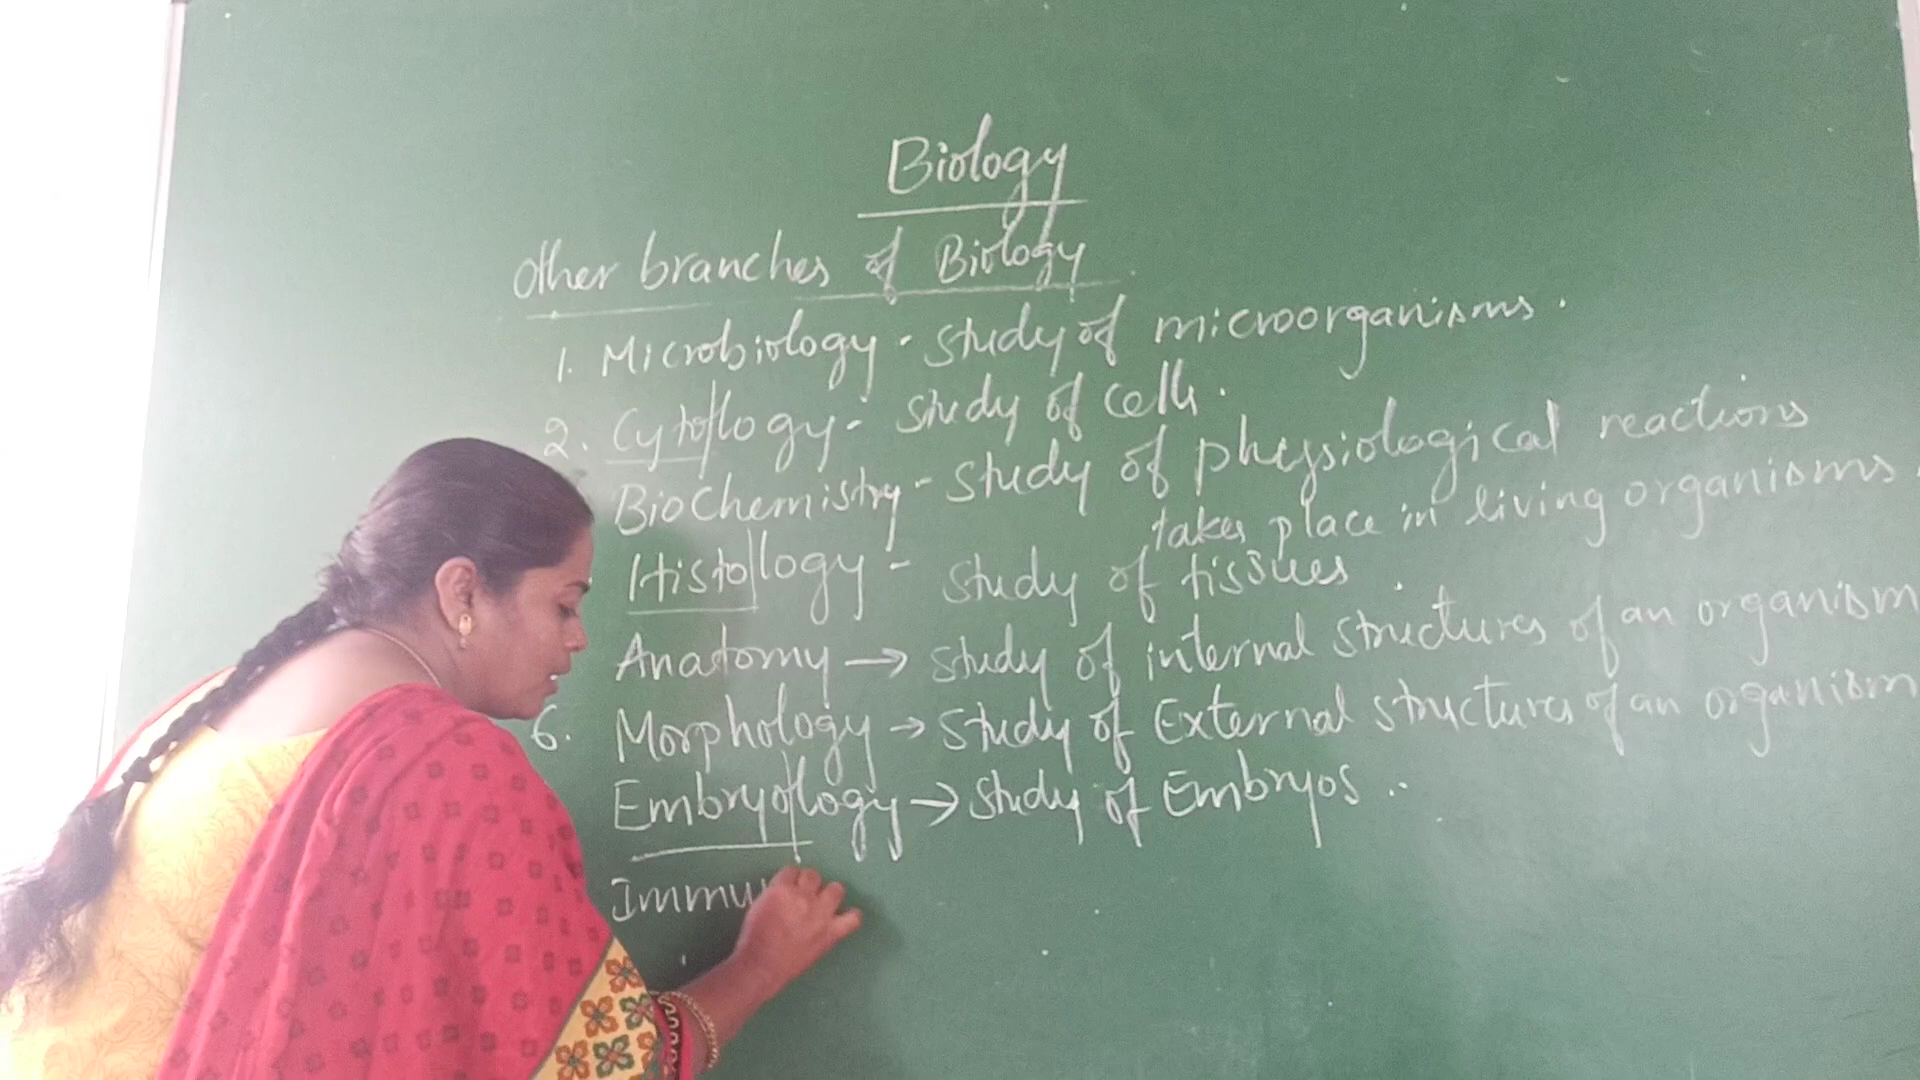 Biology
Other branches of Biology
1. Microbiology - Study of microorganisms.
2. Cytology - Study of cells.
BioChemistry - Study of physiological reactions
takes place in living organisms.
Histology - Study of tissues
Anatomy → Study of internal structures of an organism
6. Morphology → Study of External structures of an organism
Embryology → Study of Embryos..
Immu